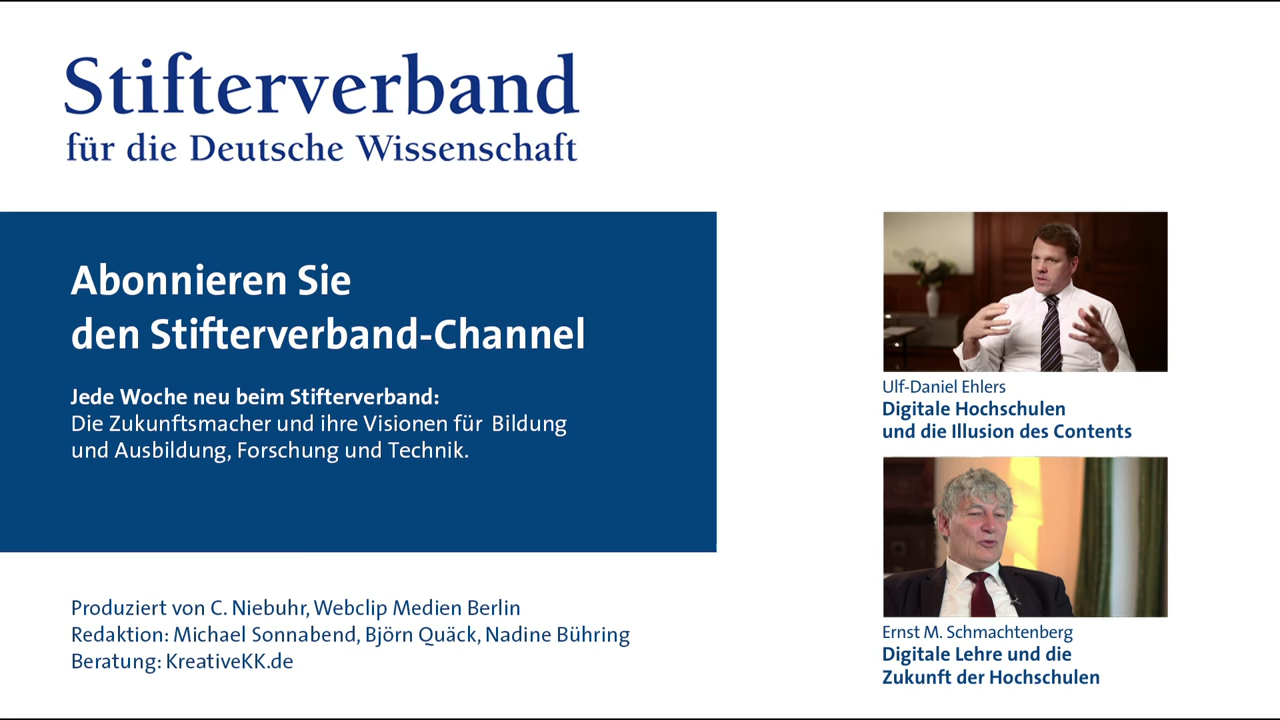 Stifterverband
für die Deutsche Wissenschaft
Abonnieren Sie
den Stifterverband-Channel
Jede Woche neu beim Stifterverband:
Die Zukunftsmacher und ihre Visionen für Bildung
und Ausbildung, Forschung und Technik.
Produziert von C. Niebuhr, Webclip Medien Berlin
Redaktion: Michael Sonnabend, Björn Quäck, Nadine Bühring
Beratung: KreativeKK.de
Ulf-Daniel Ehlers
Digitale Hochschulen
und die Illusion des Contents
Ernst M. Schmachtenberg
Digitale Lehre und die
Zukunft der Hochschulen